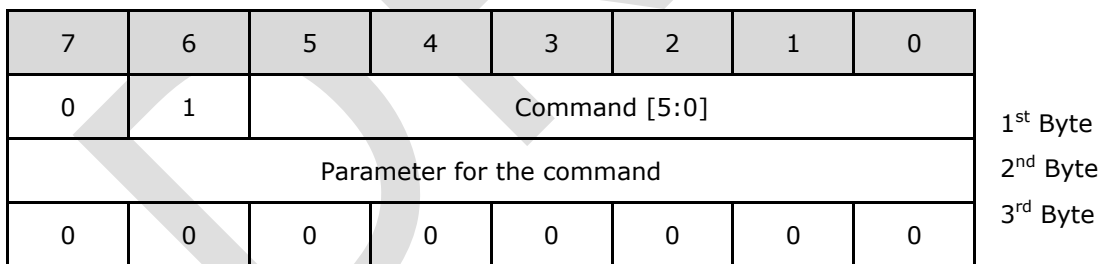 7 6 5 4 3 2 1 0
0 1 Command [5:0] 1st Byte
Parameter for the command 2nd Byte
0 0 0 0 0 0 0 0 3rd Byte